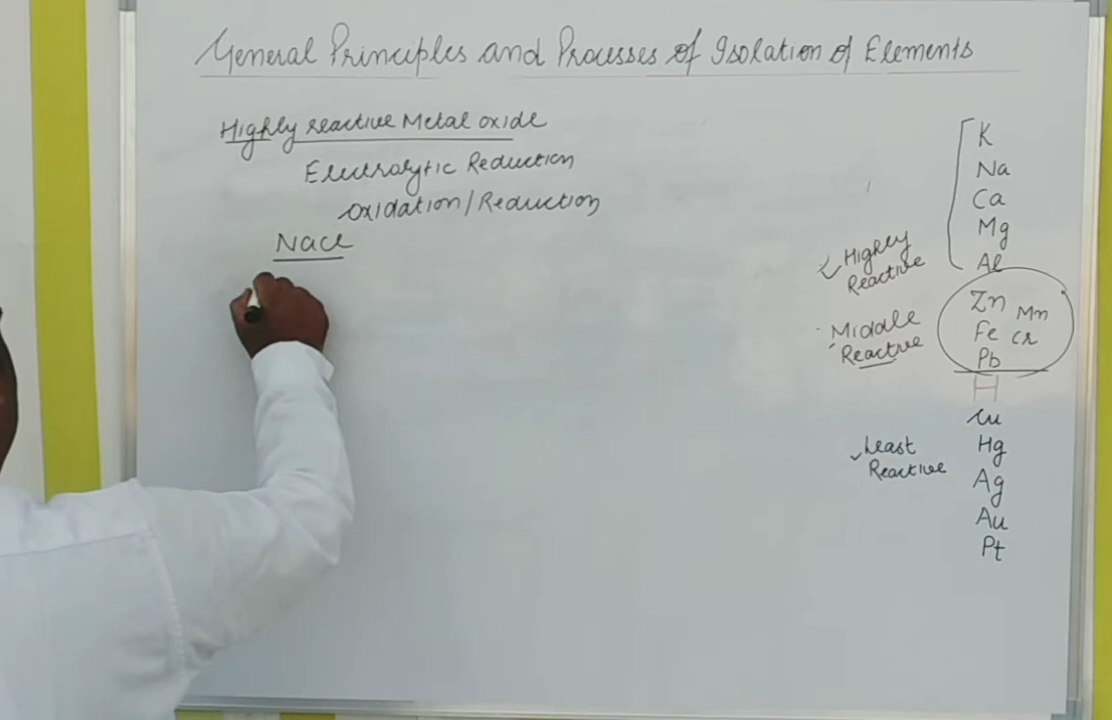 General Principles and Processes of Isolation of Elements
Highly reactive Metal oxide
Electrolytic Reduction
oxidation/Reduction
NaCl
K
Na
Ca
Mg
Al
Highly
Reactive
Zn Mn
Fe Cr
Pb
Middle
Reactive
H
Cu
Hg
Ag
Au
Pt
Least
Reactive